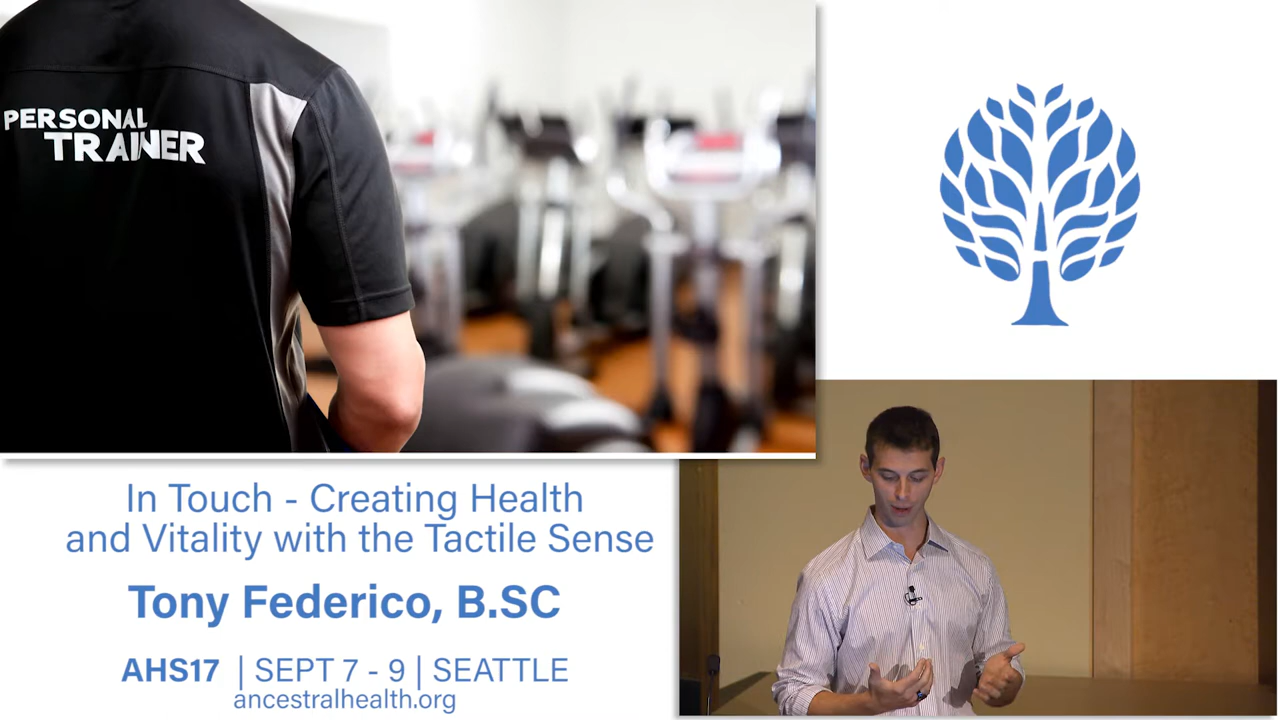 PERSONAL
TRAINER
In Touch - Creating Health
and Vitality with the Tactile Sense
Tony Federico, B.SC
AHS17 | SEPT 7 - 9 | SEATTLE
ancestralhealth.org